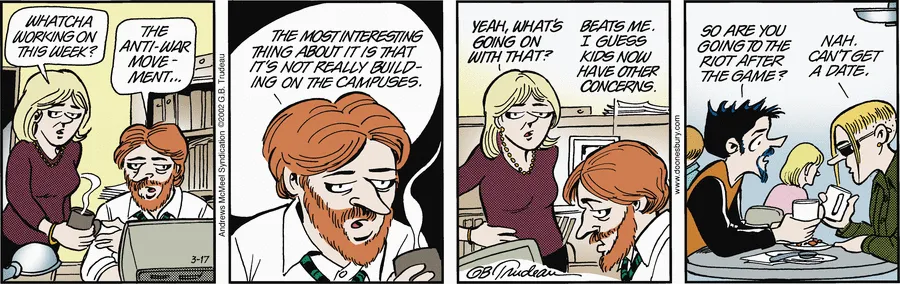 WHATCHA
WORKING ON
THIS WEEK?
THE
ANTI-WAR
MOVE-
MENT...
3-17
Andrews McMeel Syndication ©2002 G.B. Trudeau
THE MOST INTERESTING
THING ABOUT IT IS THAT
IT'S NOT REALLY BUILD-
ING ON THE CAMPUSES.
YEAH, WHAT'S
GOING ON
WITH THAT?
BEATS ME.
I GUESS
KIDS NOW
HAVE OTHER
CONCERNS.
GB Trudeau
www.doonesbury.com
SO ARE YOU
GOING TO THE
RIOT AFTER
THE GAME?
NAH.
CAN'T GET
A DATE.